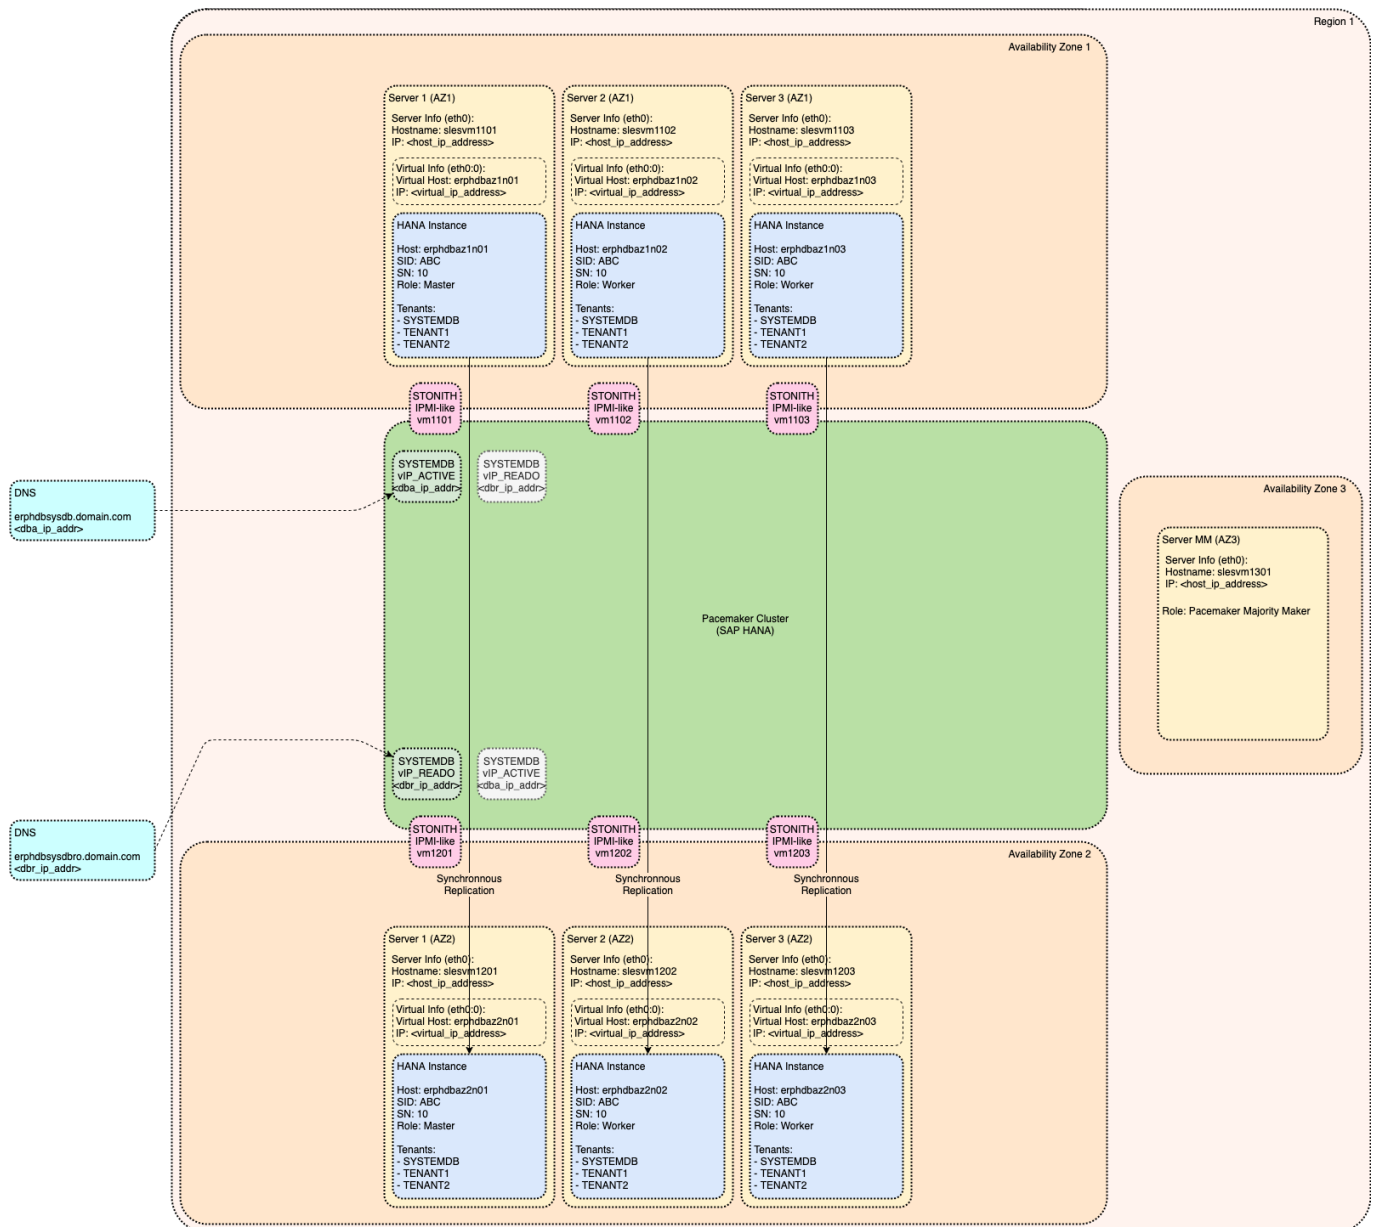 Region 1
Availability Zone 1
Server 1 (AZ1)
Server Info (eth0):
Hostname: slesvm1101
IP: <host_ip_address>
Virtual Info (eth0:0):
Virtual Host: erphdbaz1n01
IP: <virtual_ip_address>
HANA Instance
Host: erphdbaz1n01
SID: ABC
SN: 10
Role: Master
Tenants:
- SYSTEMDB
- TENANT1
- TENANT2
Server 2 (AZ1)
Server Info (eth0):
Hostname: slesvm1102
IP: <host_ip_address>
Virtual Info (eth0:0):
Virtual Host: erphdbaz1n02
IP: <virtual_ip_address>
HANA Instance
Host: erphdbaz1n02
SID: ABC
SN: 10
Role: Worker
Tenants:
- SYSTEMDB
- TENANT1
- TENANT2
Server 3 (AZ1)
Server Info (eth0):
Hostname: slesvm1103
IP: <host_ip_address>
Virtual Info (eth0:0):
Virtual Host: erphdbaz1n03
IP: <virtual_ip_address>
HANA Instance
Host: erphdbaz1n03
SID: ABC
SN: 10
Role: Worker
Tenants:
- SYSTEMDB
- TENANT1
- TENANT2
STONITH
IPMI-like
vm1101
STONITH
IPMI-like
vm1102
STONITH
IPMI-like
vm1103
SYSTEMDB
vIP_ACTIVE
<dba_ip_addr>
SYSTEMDB
vIP_READO
<dbr_ip_addr>
DNS
erphdbsysdb.domain.com
<dba_ip_addr>
Availability Zone 3
Server MM (AZ3)
Server Info (eth0):
Hostname: slesvm1301
IP: <host_ip_address>
Role: Pacemaker Majority Maker
Pacemaker Cluster
(SAP HANA)
SYSTEMDB
vIP_READO
<dbr_ip_addr>
SYSTEMDB
vIP_ACTIVE
<dba_ip_addr>
DNS
erphdbsysdbro.domain.com
<dbr_ip_addr>
STONITH
IPMI-like
vm1201
STONITH
IPMI-like
vm1202
STONITH
IPMI-like
vm1203
Availability Zone 2
Synchronnous
Replication
Synchronnous
Replication
Synchronnous
Replication
Server 1 (AZ2)
Server Info (eth0):
Hostname: slesvm1201
IP: <host_ip_address>
Virtual Info (eth0:0):
Virtual Host: erphdbaz2n01
IP: <virtual_ip_address>
HANA Instance
Host: erphdbaz2n01
SID: ABC
SN: 10
Role: Master
Tenants:
- SYSTEMDB
- TENANT1
- TENANT2
Server 2 (AZ2)
Server Info (eth0):
Hostname: slesvm1202
IP: <host_ip_address>
Virtual Info (eth0:0):
Virtual Host: erphdbaz2n02
IP: <virtual_ip_address>
HANA Instance
Host: erphdbaz2n02
SID: ABC
SN: 10
Role: Worker
Tenants:
- SYSTEMDB
- TENANT1
- TENANT2
Server 3 (AZ2)
Server Info (eth0):
Hostname: slesvm1203
IP: <host_ip_address>
Virtual Info (eth0:0):
Virtual Host: erphdbaz2n03
IP: <virtual_ip_address>
HANA Instance
Host: erphdbaz2n03
SID: ABC
SN: 10
Role: Worker
Tenants:
- SYSTEMDB
- TENANT1
- TENANT2